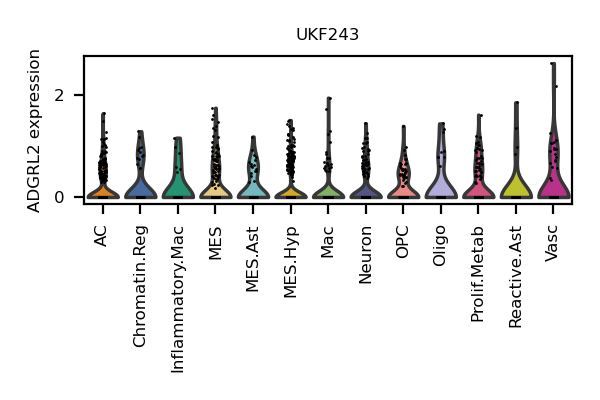 UKF243
ADGRL2 expression
2
0
AC
Chromatin.Reg
Inflammatory.Mac
MES
MES.Ast
MES.Hyp
Mac
Neuron
OPC
Oligo
Prolif.Metab
Reactive.Ast
Vasc